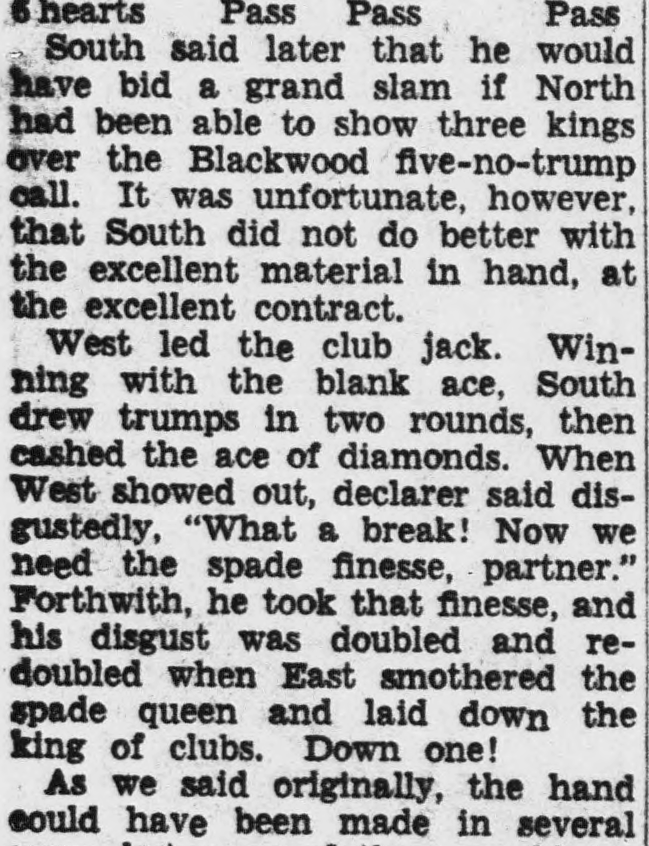 6 hearts Pass Pass Pass
South said later that he would
have bid a grand slam if North
had been able to show three kings
over the Blackwood five-no-trump
call. It was unfortunate, however,
that South did not do better with
the excellent material in hand, at
the excellent contract.
West led the club jack. Win-
ning with the blank ace, South
drew trumps in two rounds, then
cashed the ace of diamonds. When
West showed out, declarer said dis-
gustedly, "What a break! Now we
need the spade finesse, partner."
Forthwith, he took that finesse, and
his disgust was doubled and re-
doubled when East smothered the
spade queen and laid down the
king of clubs. Down one!
As we said originally, the hand
could have been made in several